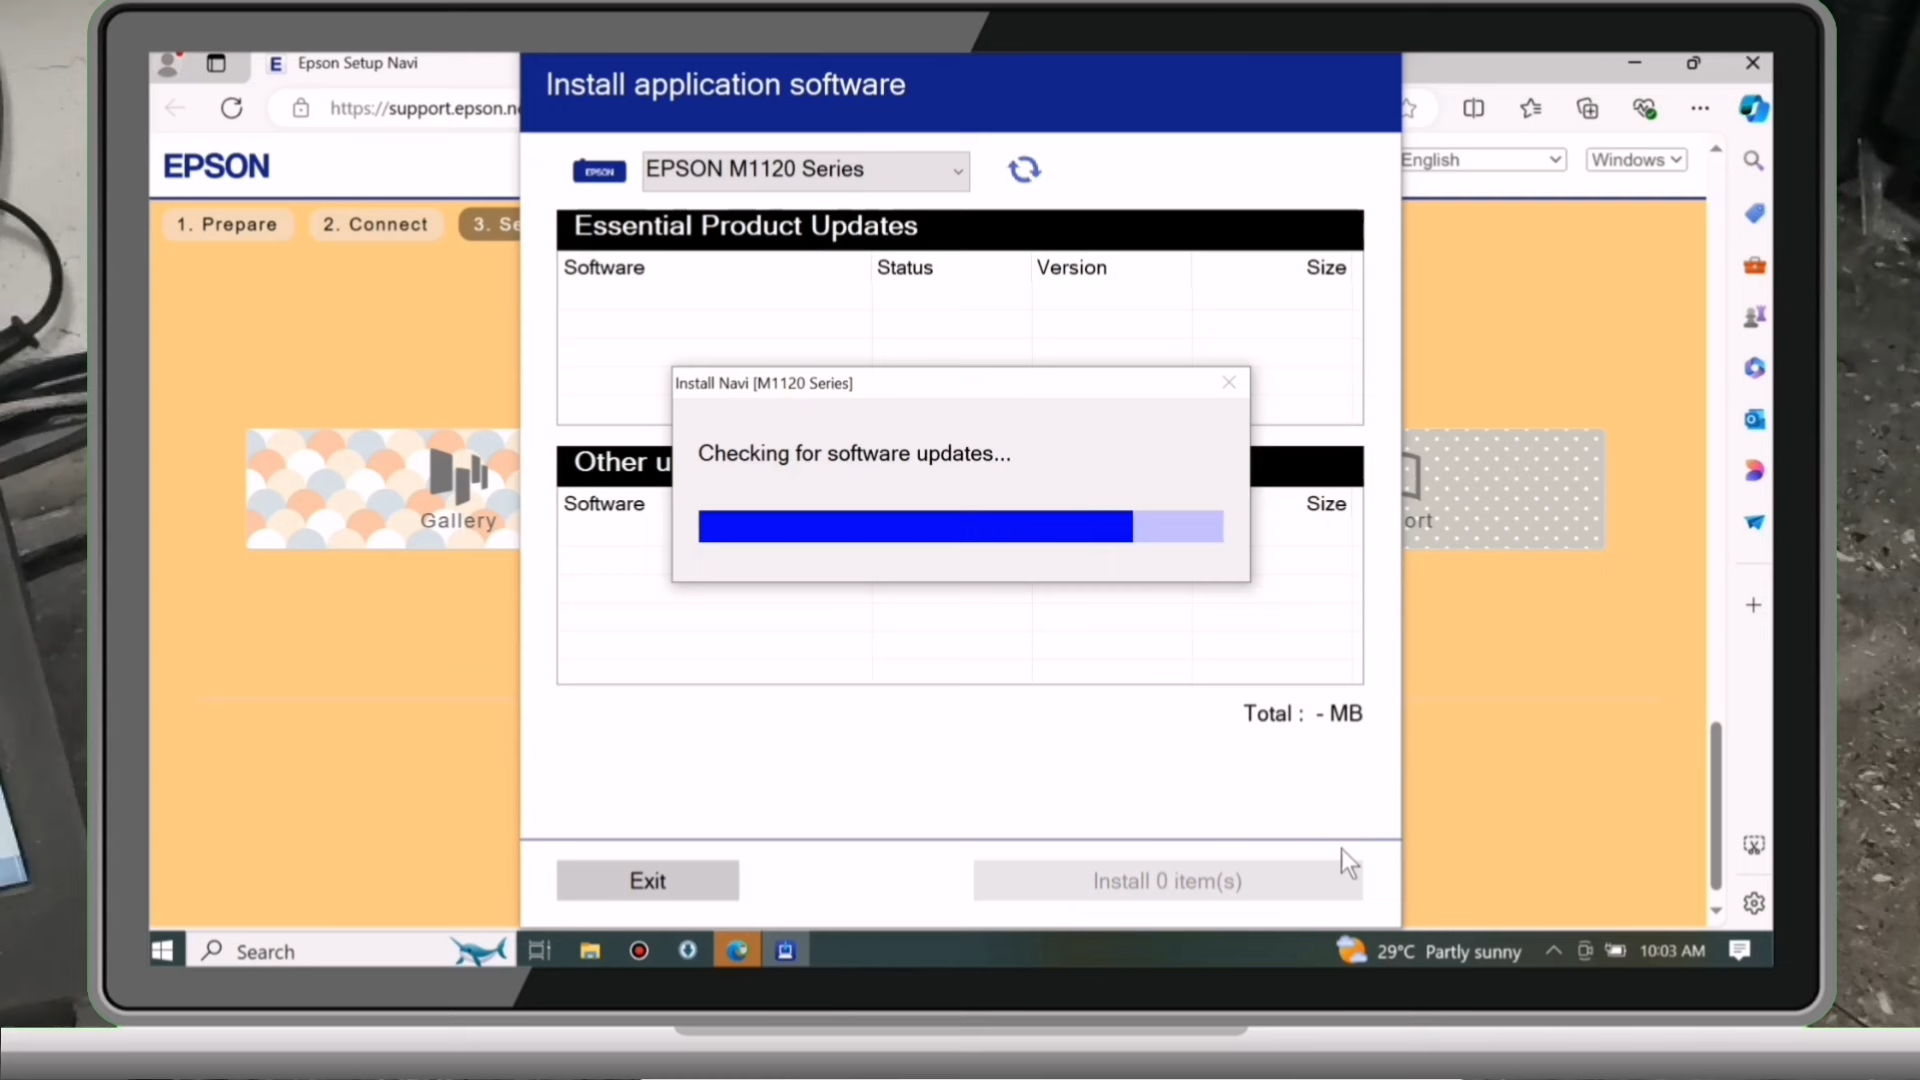 Epson Setup Navi
https://support.epson.n
EPSON
English
Windows
1. Prepare
2. Connect
3. Se
Install application software
EPSON
EPSON M1120 Series
Essential Product Updates
Software Status Version Size
Install Navi [M1120 Series]
Checking for software updates...
Other u
Software Size
Gallery
ort
Total : - MB
Exit
Install 0 item(s)
Search
29°C Partly sunny
10:03 AM